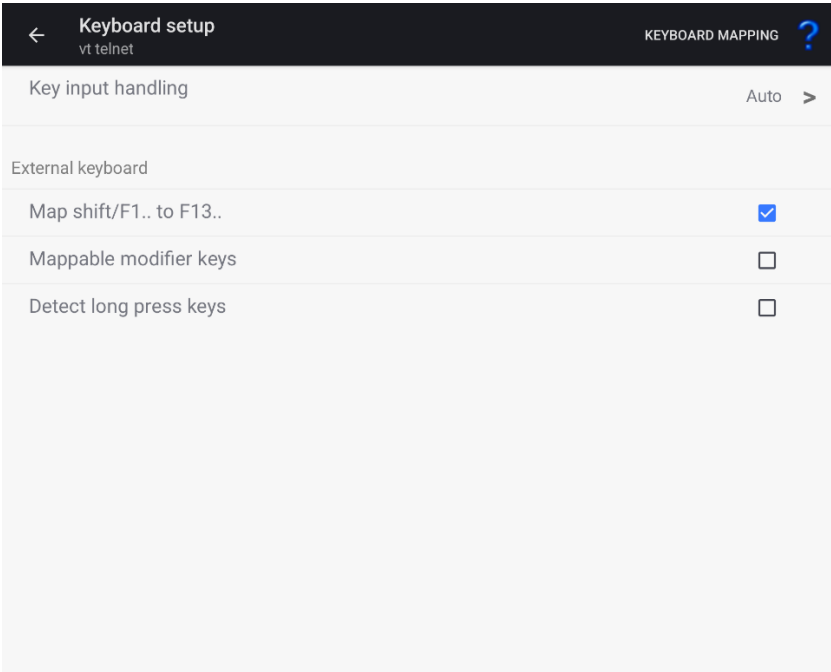 Keyboard setup
vt telnet
KEYBOARD MAPPING
?
Key input handling
Auto >
External keyboard
Map shift/F1.. to F13..
Mappable modifier keys
Detect long press keys